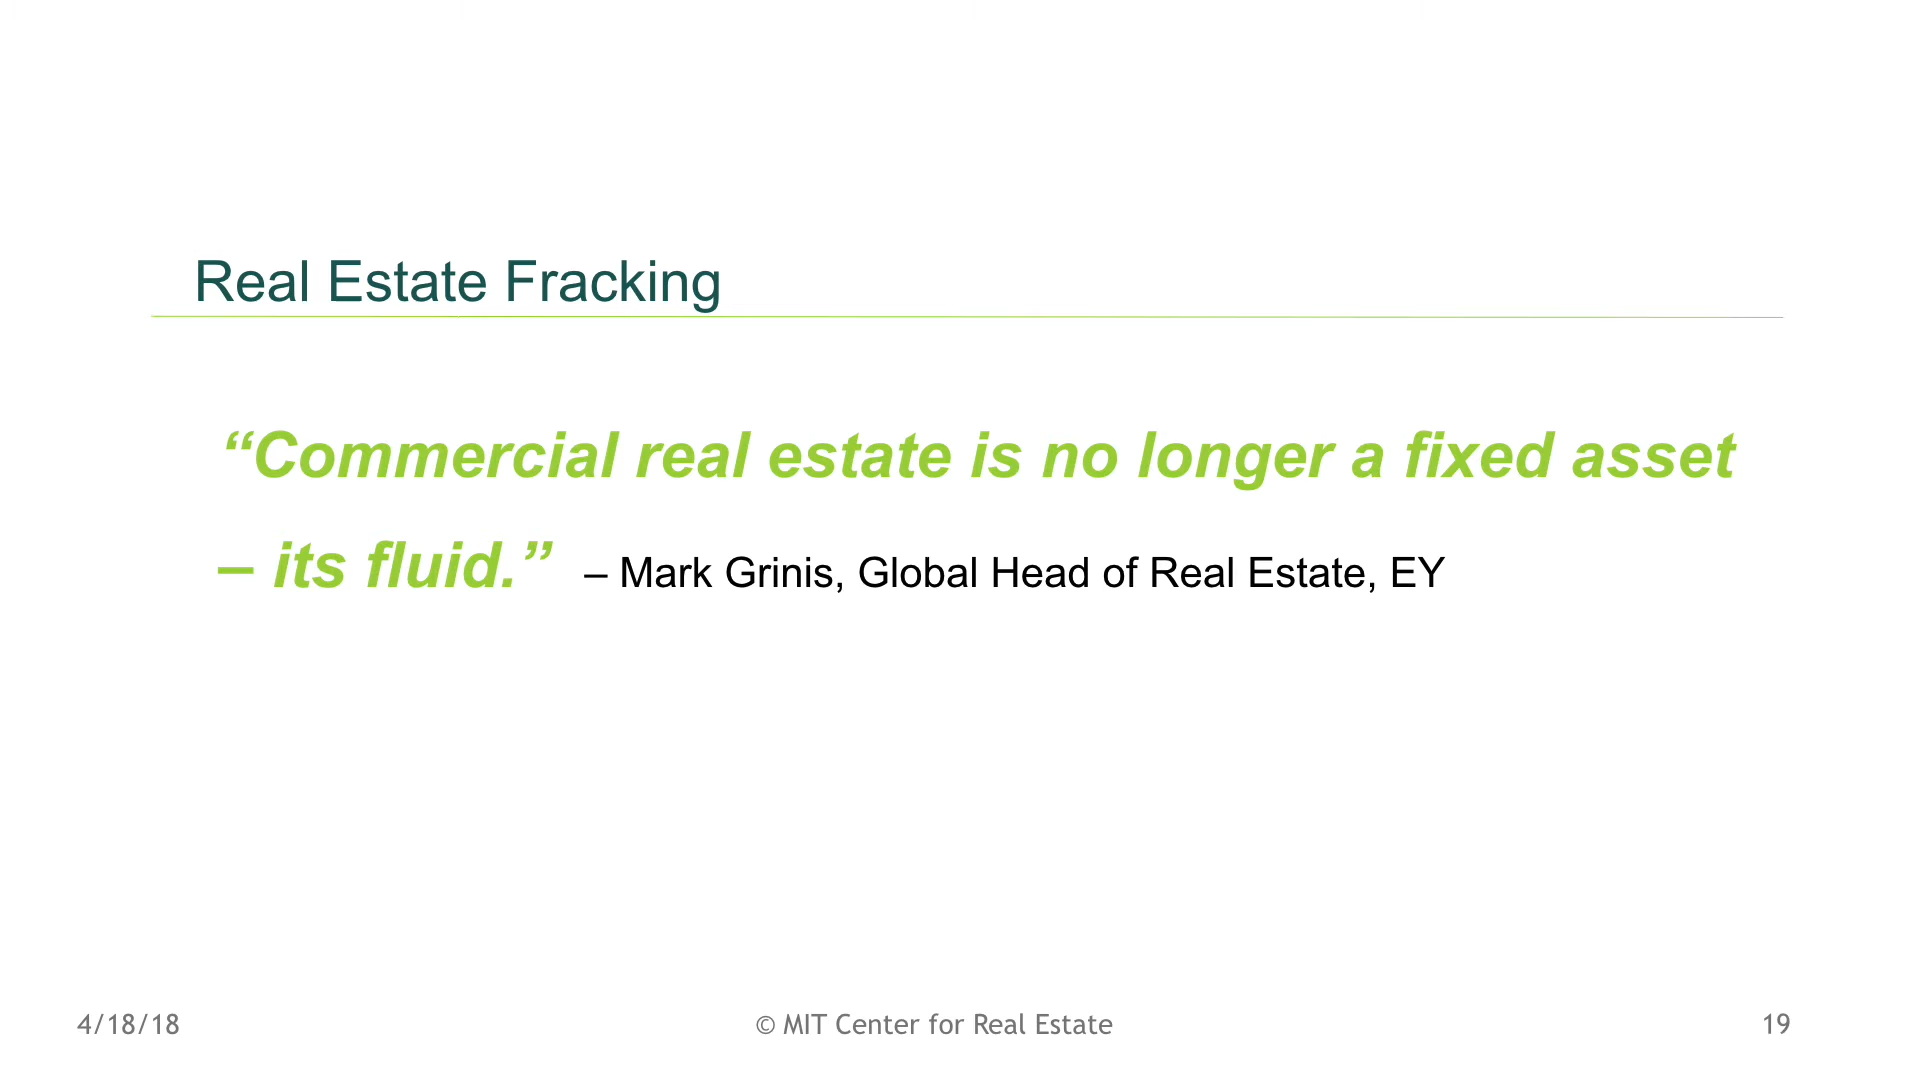 Real Estate Fracking
“Commercial real estate is no longer a fixed asset
– its fluid.” – Mark Grinis, Global Head of Real Estate, EY
4/18/18
© MIT Center for Real Estate
19